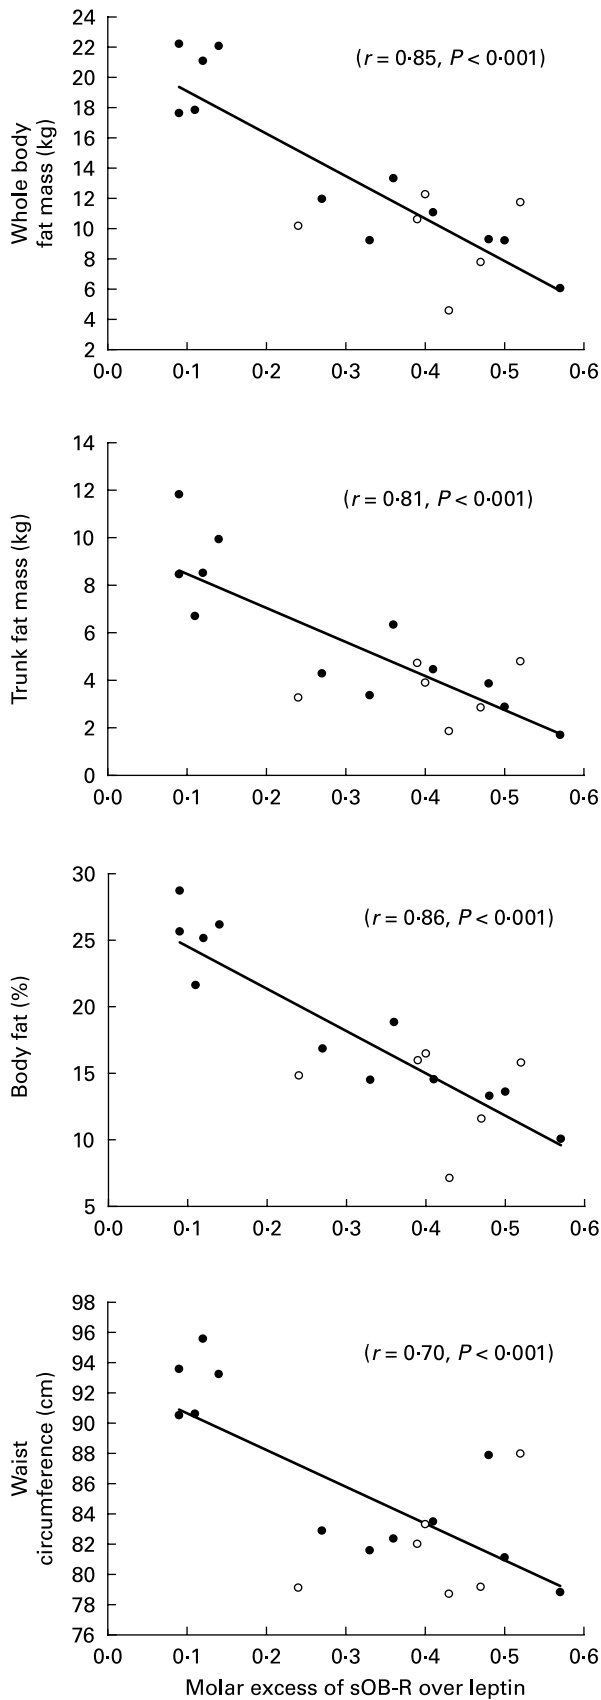 24
22
20
18
16
14
12
10
8
6
4
2
Whole body
fat mass (kg)
(r = 0·85, P < 0·001)
0·0 0·1 0·2 0·3 0·4 0·5 0·6
14
12
10
8
6
4
2
0
Trunk fat mass (kg)
(r = 0·81, P < 0·001)
0·0 0·1 0·2 0·3 0·4 0·5 0·6
30
25
20
15
10
5
Body fat (%)
(r = 0·86, P < 0·001)
0·0 0·1 0·2 0·3 0·4 0·5 0·6
98
96
94
92
90
88
86
84
82
80
78
76
Waist
circumference (cm)
(r = 0·70, P < 0·001)
0·0 0·1 0·2 0·3 0·4 0·5 0·6
Molar excess of sOB-R over leptin